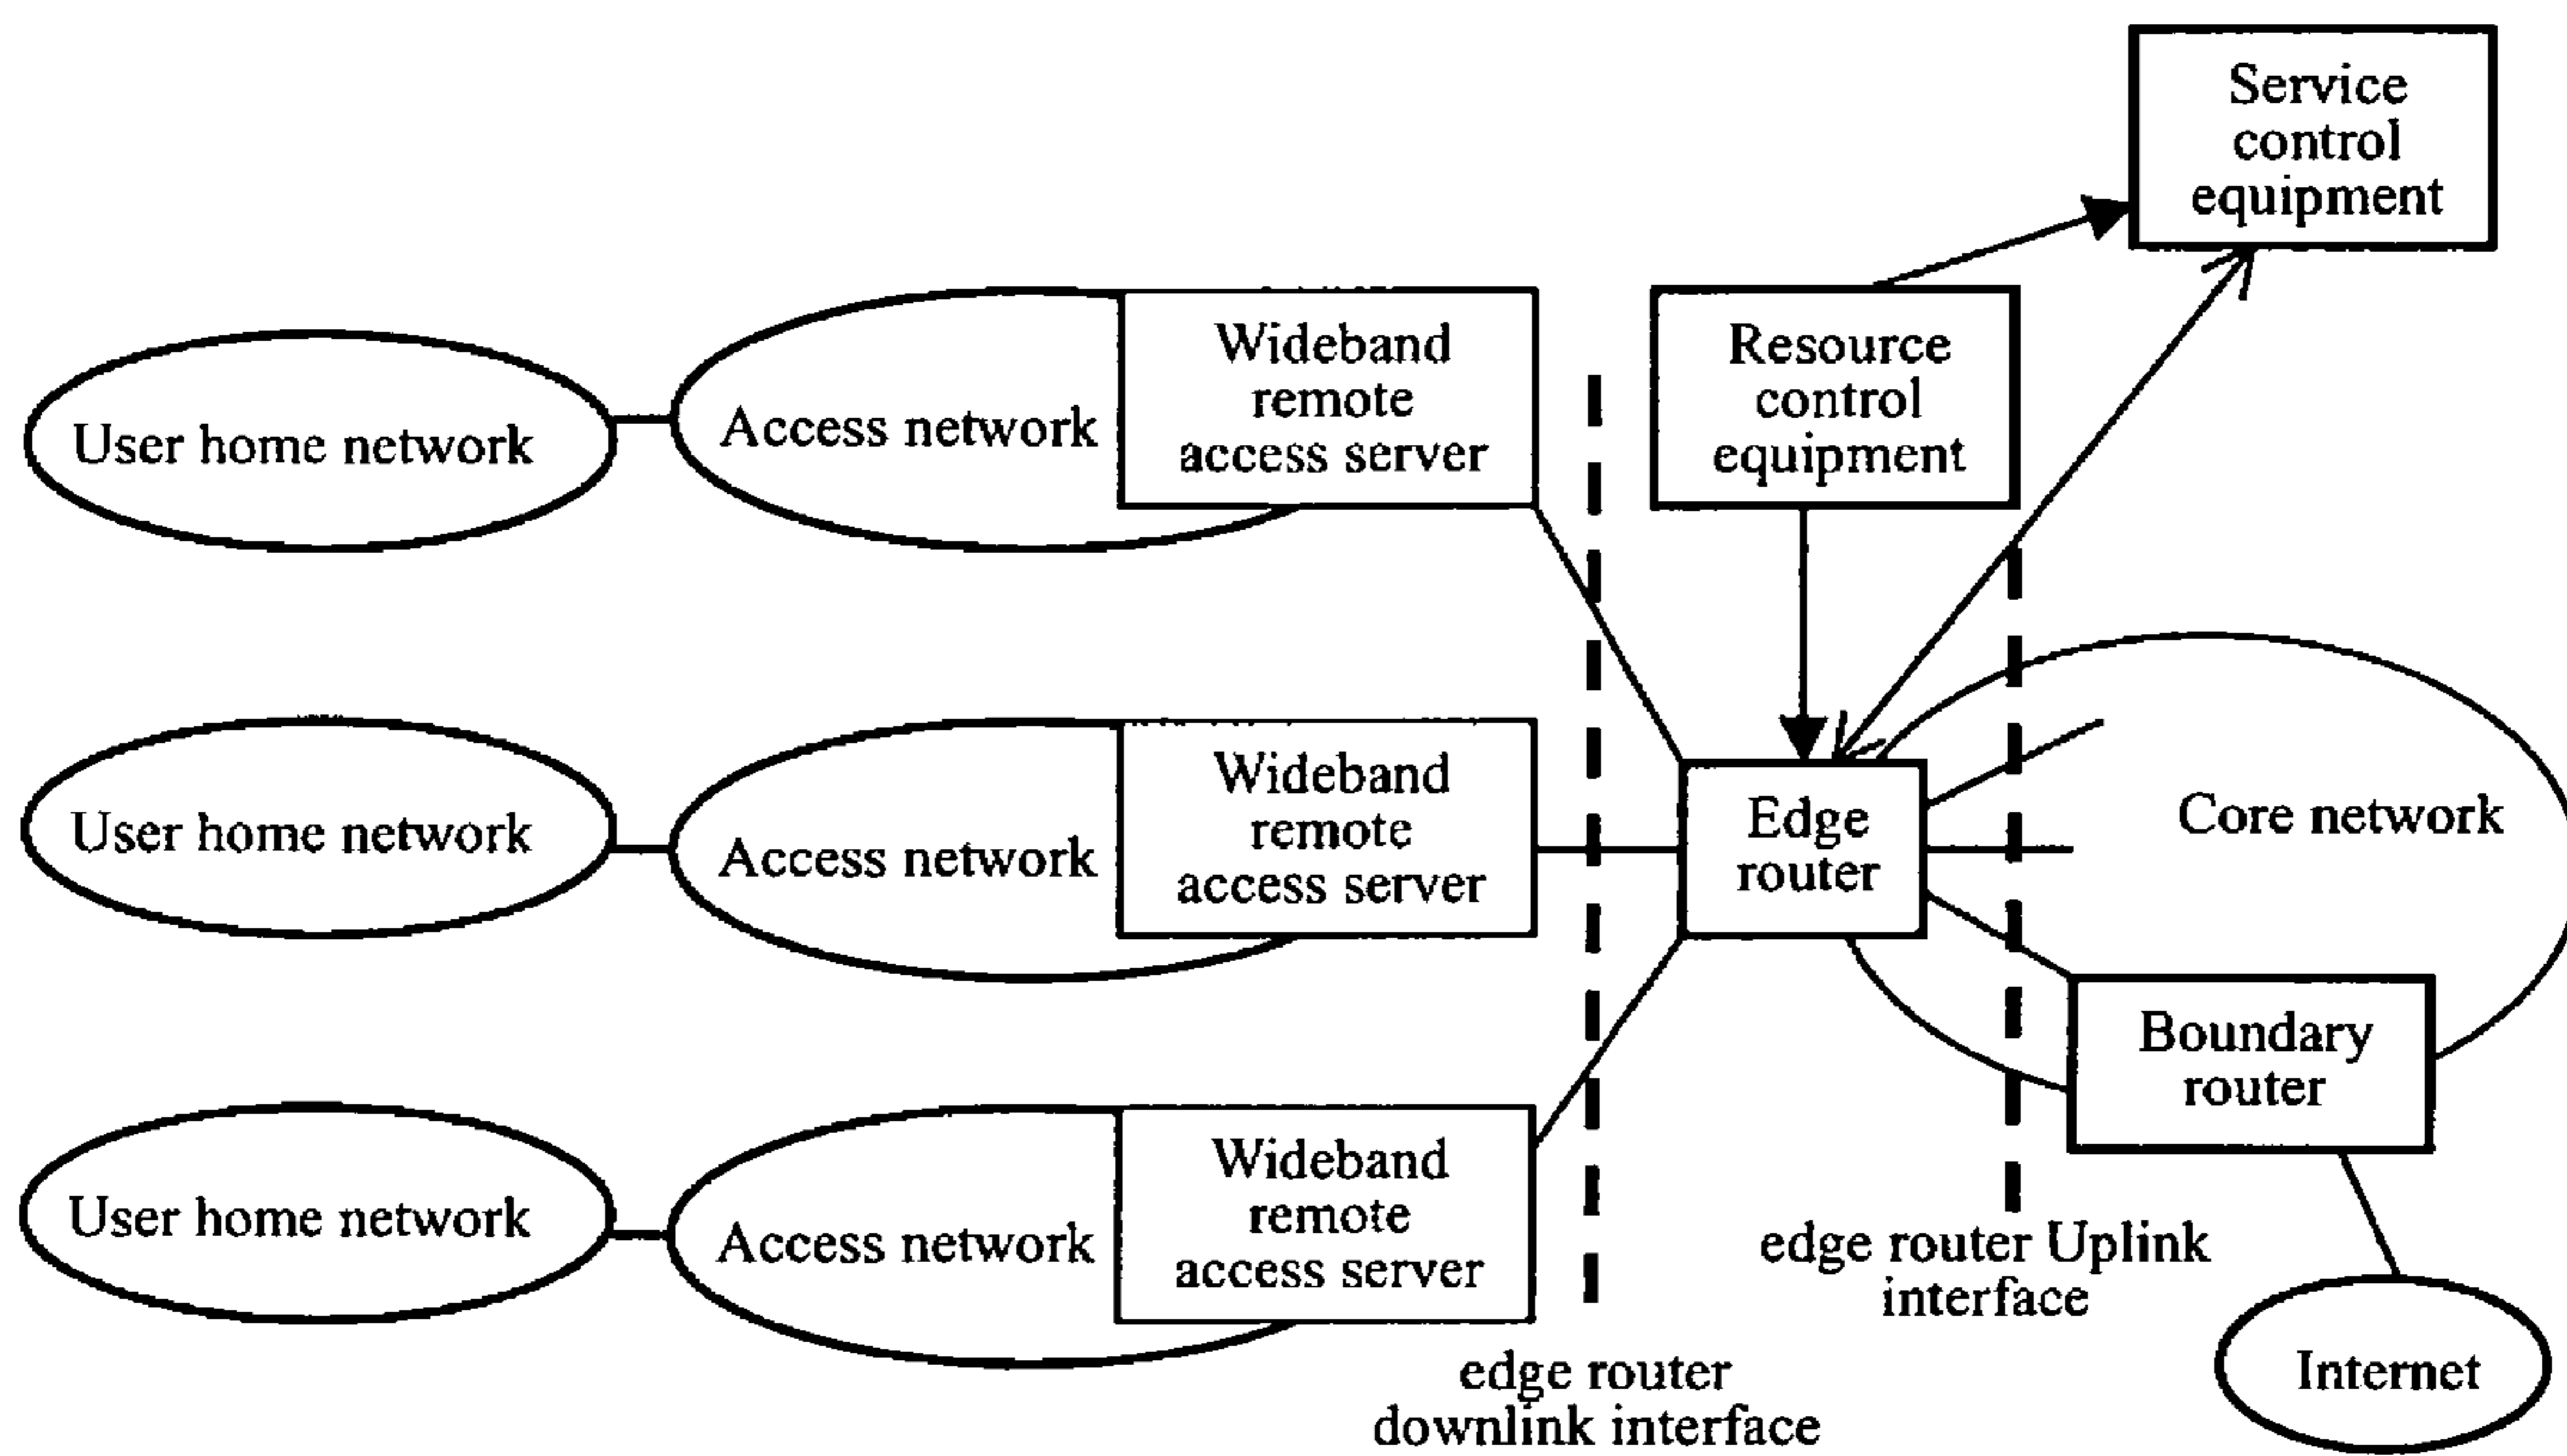 Service
control
equipment
User home network
Access network
Wideband
remote
access server
Resource
control
equipment
User home network
Access network
Wideband
remote
access server
Edge
router
Core network
User home network
Access network
Wideband
remote
access server
Boundary
router
edge router Uplink
interface
edge router
downlink interface
Internet